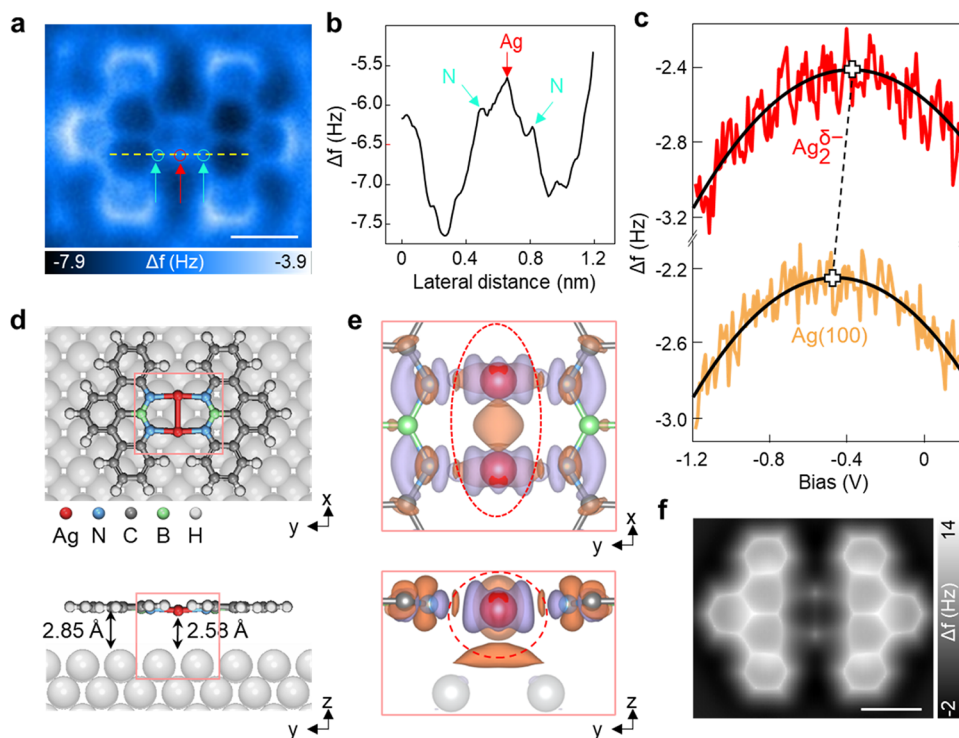 a
-7.9 Δf (Hz) -3.9
b
Ag
N
N
Δf (Hz)
-5.5
-6.0
-6.5
-7.0
-7.5
0 0.4 0.8 1.2
Lateral distance (nm)
c
Δf (Hz)
-2.4
-2.8
-3.2
-2.2
-2.6
-3.0
Ag₂^δ−
Ag(100)
-1.2 -0.8 -0.4 0
Bias (V)
d
Ag N C B H
x
y
2.85 Å
2.58 Å
z
y
e
x
y
z
y
f
14
Δf (Hz)
-2